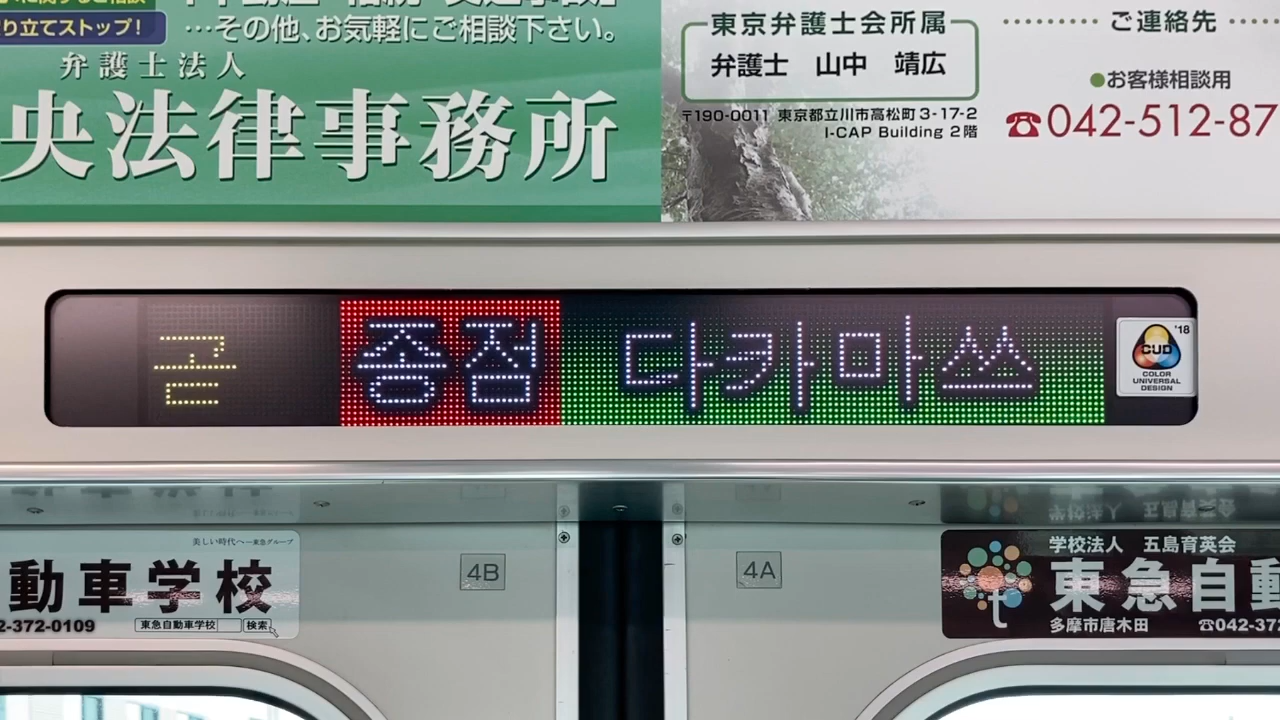 り立てストップ!
…その他、お気軽にご相談下さい。
弁護士法人
央法律事務所
東京弁護士会所属
弁護士 山中 靖広
〒190-0011 東京都立川市高松町3-17-2
I-CAP Building 2階
ご連絡先
●お客様相談用
☎042-512-87
곧 종점 다카마쓰
'18
CUD
COLOR
UNIVERSAL
DESIGN
美しい時代へー東急グループ
動車学校
2-372-0109
東急自動車学校 検索
4B
4A
学校法人 五島育英会
東急自動
多摩市唐木田 ☎042-372